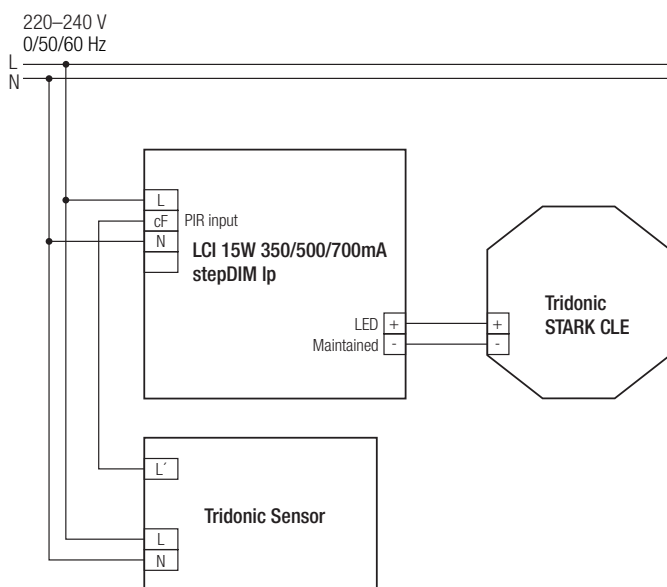 220–240 V
0/50/60 Hz
L
N
L
cF PIR input
N
LCI 15W 350/500/700mA
stepDIM lp
LED +
Maintained -
+
-
Tridonic
STARK CLE
L´
Tridonic Sensor
L
N